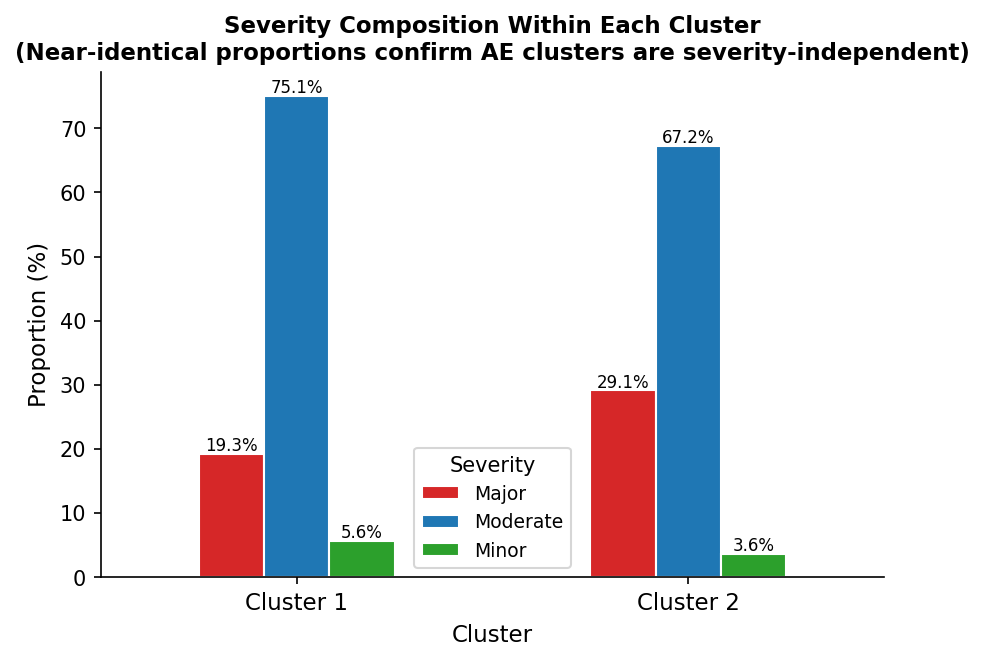 Severity Composition Within Each Cluster
(Near-identical proportions confirm AE clusters are severity-independent)
Proportion (%)
70
60
50
40
30
20
10
0
19.3%
75.1%
5.6%
29.1%
67.2%
3.6%
Severity
Major
Moderate
Minor
Cluster 1
Cluster 2
Cluster